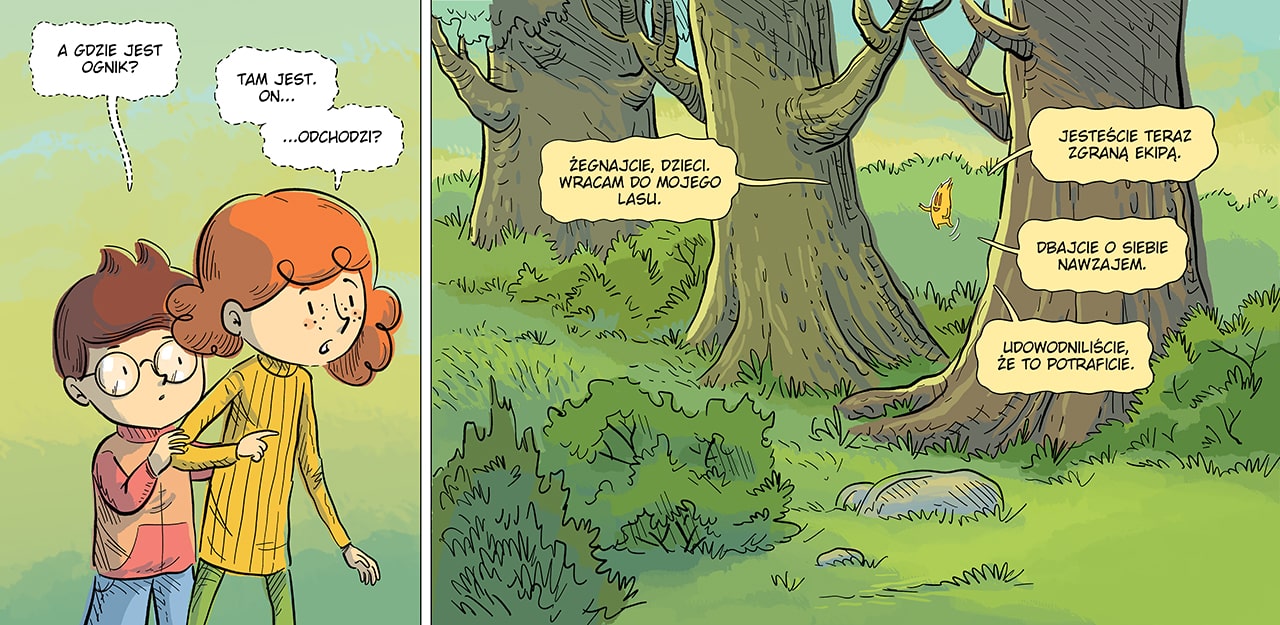 A GDZIE JEST
OGNIK?
TAM JEST.
ON...
...ODCHODZI?
ŻEGNAJCIE, DZIECI.
WRACAM DO MOJEGO
LASU.
JESTEŚCIE TERAZ
ZGRANĄ EKIPĄ.
DBAJCIE O SIEBIE
NAWZAJEM.
UDOWODNILIŚCIE,
ŻE TO POTRAFICIE.